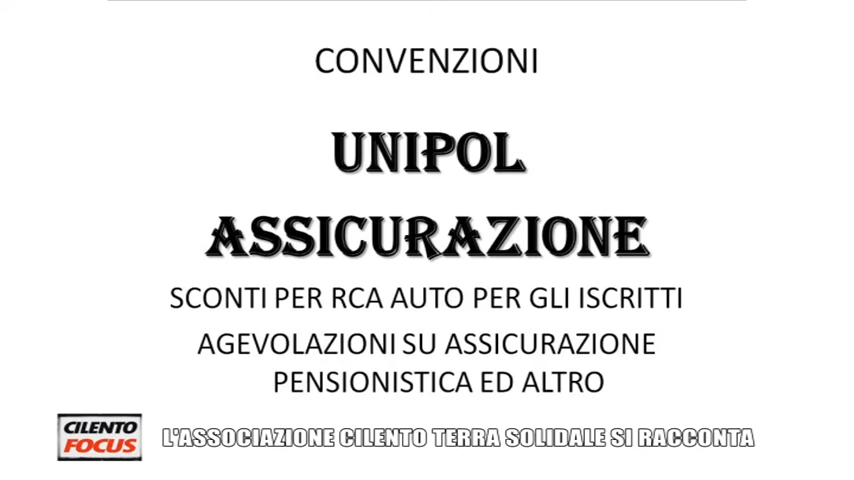 CONVENZIONI
UNIPOL
ASSICURAZIONE
SCONTI PER RCA AUTO PER GLI ISCRITTI
AGEVOLAZIONI SU ASSICURAZIONE
PENSIONISTICA ED ALTRO
CILENTO
FOCUS
L'ASSOCIAZIONE CILENTO TERRA SOLIDALE SI RACCONTA